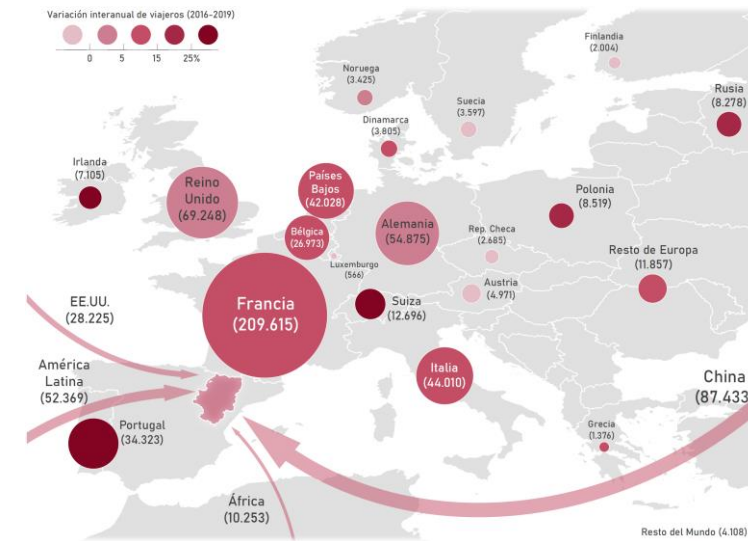 Variación interanual de viajeros (2016-2019)
0 5 15 25%
Finlandia
(2.004)
Noruega
(3.425)
Rusia
(8.278)
Suecia
(3.597)
Dinamarca
(3.805)
Irlanda
(7.105)
Reino
Unido
(69.248)
Países
Bajos
(42.028)
Polonia
(8.519)
Alemania
(54.875)
Bélgica
(26.973)
Rep. Checa
(2.685)
Resto de Europa
(11.857)
Luxemburgo
(566)
Austria
(4.971)
EE.UU.
(28.225)
Francia
(209.615)
Suiza
(12.696)
América
Latina
(52.369)
Italia
(44.010)
China
(87.433
Portugal
(34.323)
Grecia
(1.376)
África
(10.253)
Resto del Mundo (4.108)